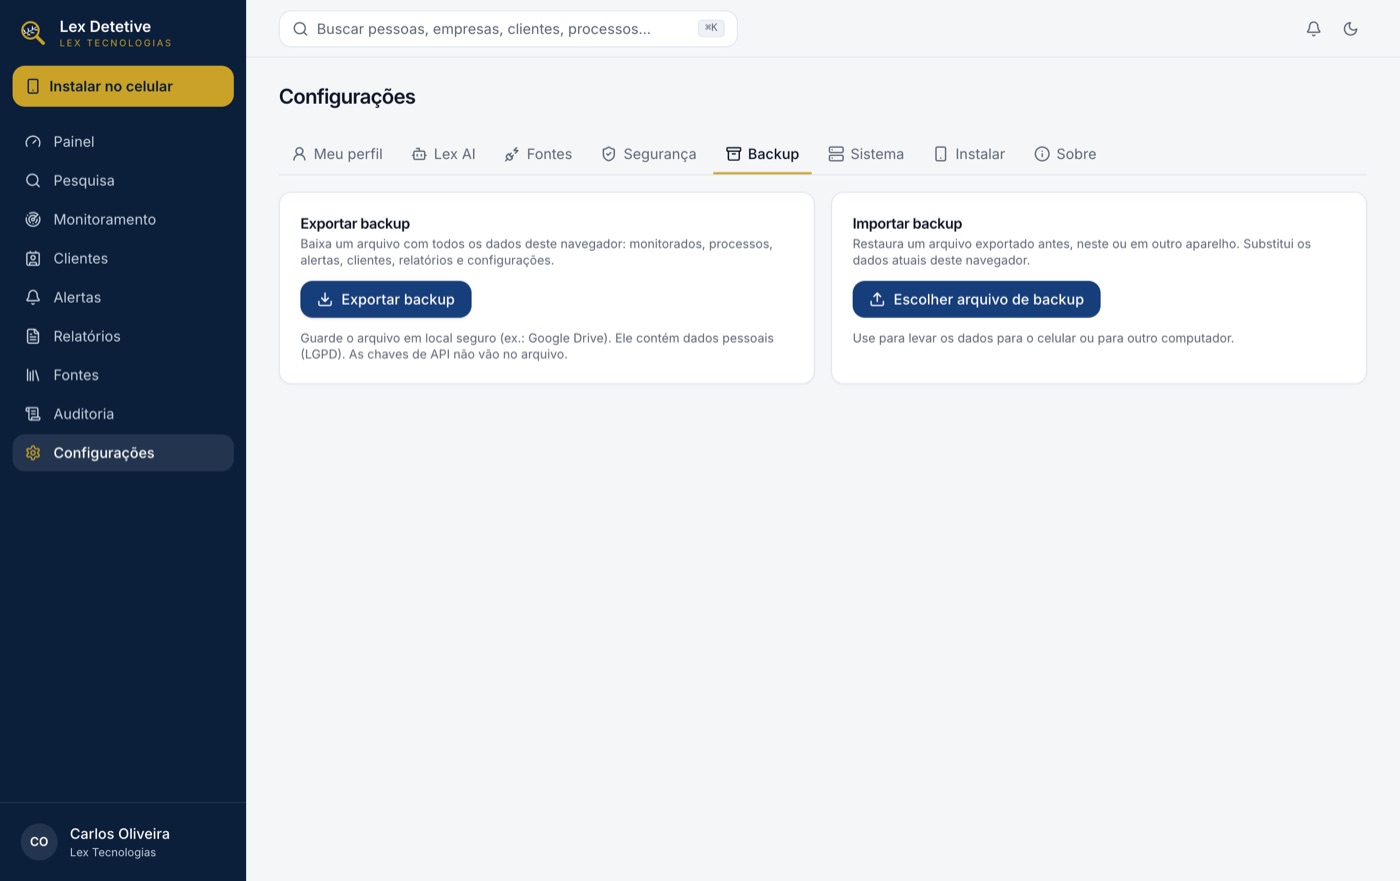 Lex Detetive
LEX TECNOLOGIAS
Instalar no celular
Painel
Pesquisa
Monitoramento
Clientes
Alertas
Relatórios
Fontes
Auditoria
Configurações
CO
Carlos Oliveira
Lex Tecnologias
Buscar pessoas, empresas, clientes, processos...
⌘K
Configurações
Meu perfil
Lex AI
Fontes
Segurança
Backup
Sistema
Instalar
Sobre
Exportar backup
Baixa um arquivo com todos os dados deste navegador: monitorados, processos,
alertas, clientes, relatórios e configurações.
Exportar backup
Guarde o arquivo em local seguro (ex.: Google Drive). Ele contém dados pessoais
(LGPD). As chaves de API não vão no arquivo.
Importar backup
Restaura um arquivo exportado antes, neste ou em outro aparelho. Substitui os
dados atuais deste navegador.
Escolher arquivo de backup
Use para levar os dados para o celular ou para outro computador.